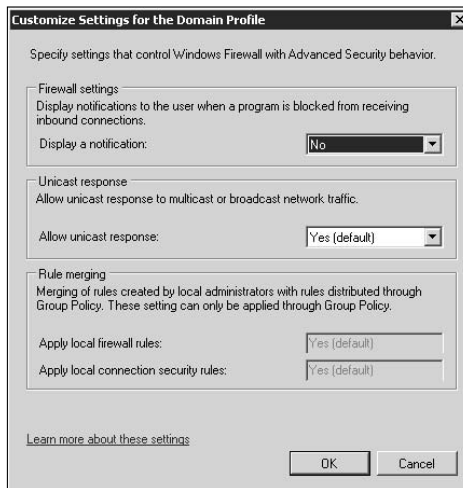 Customize Settings for the Domain Profile
Specify settings that control Windows Firewall with Advanced Security behavior.
Firewall settings
Display notifications to the user when a program is blocked from receiving
inbound connections.
Display a notification: No
Unicast response
Allow unicast response to multicast or broadcast network traffic.
Allow unicast response: Yes (default)
Rule merging
Merging of rules created by local administrators with rules distributed through
Group Policy. These setting can only be applied through Group Policy.
Apply local firewall rules: Yes (default)
Apply local connection security rules: Yes (default)
Learn more about these settings
OK Cancel